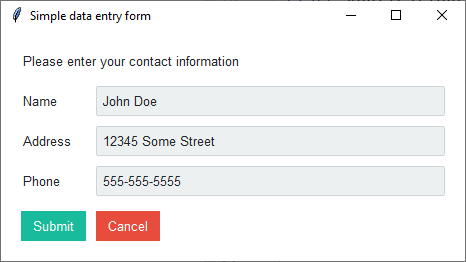 Simple data entry form
Please enter your contact information
Name John Doe
Address 12345 Some Street
Phone 555-555-5555
Submit Cancel